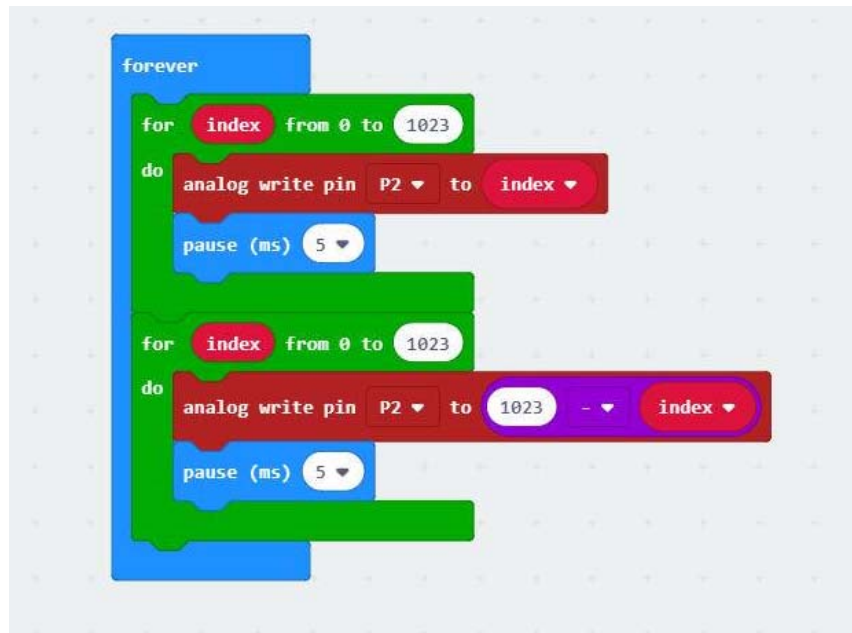 forever
for index from 0 to 1023
do
analog write pin P2 to index
pause (ms) 5
for index from 0 to 1023
do
analog write pin P2 to 1023 - index
pause (ms) 5